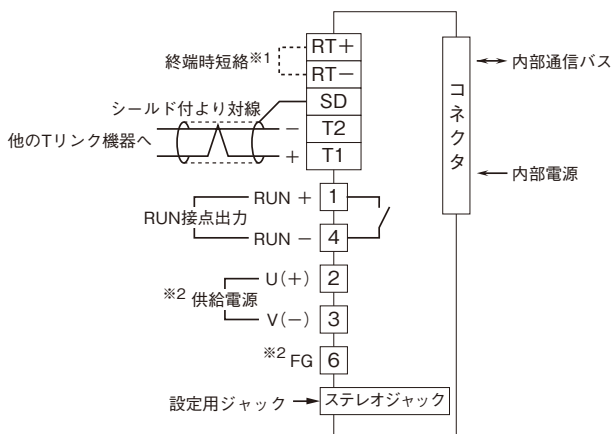 RT+
終端時短絡※1
RT−
SD
シールド付より対線
− T2
他のTリンク機器へ
+ T1
コネクタ
内部通信バス
内部電源
RUN + 1
RUN接点出力
RUN − 4
U(+) 2
※2 供給電源
V(−) 3
※2 FG 6
設定用ジャック
ステレオジャック